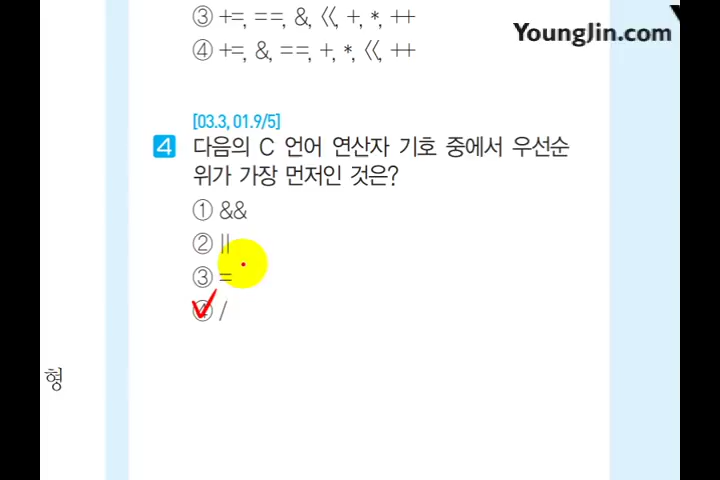 ③ +=, ==, &, <<, +, *, ++
④ +=, &, ==, +, *, <<, ++
YoungJin.com
[03.3, 01.9/5]
4 다음의 C 언어 연산자 기호 중에서 우선순
위가 가장 먼저인 것은?
① &&
② ||
③ =
④ /
형